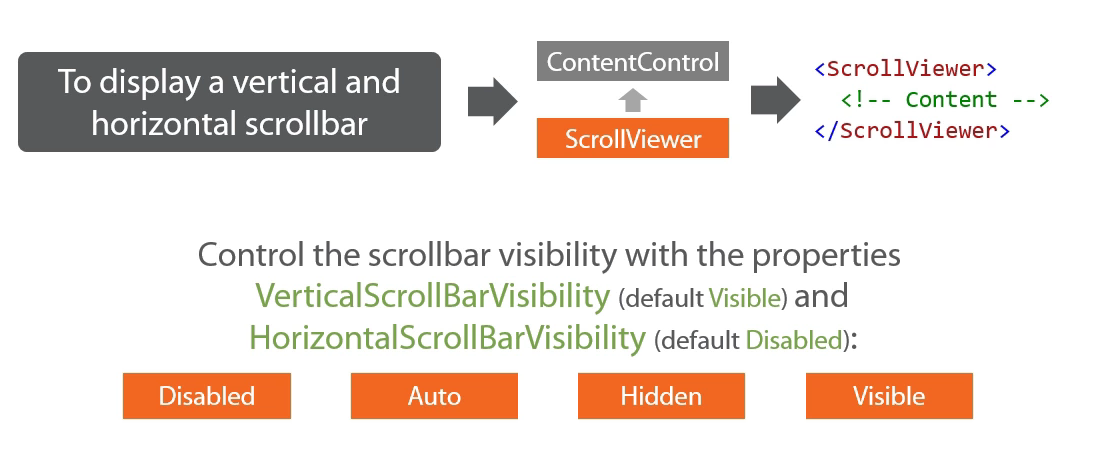 To display a vertical and
horizontal scrollbar
ContentControl
ScrollViewer
<ScrollViewer>
<!-- Content -->
</ScrollViewer>
Control the scrollbar visibility with the properties
VerticalScrollBarVisibility (default Visible) and
HorizontalScrollBarVisibility (default Disabled):
Disabled
Auto
Hidden
Visible